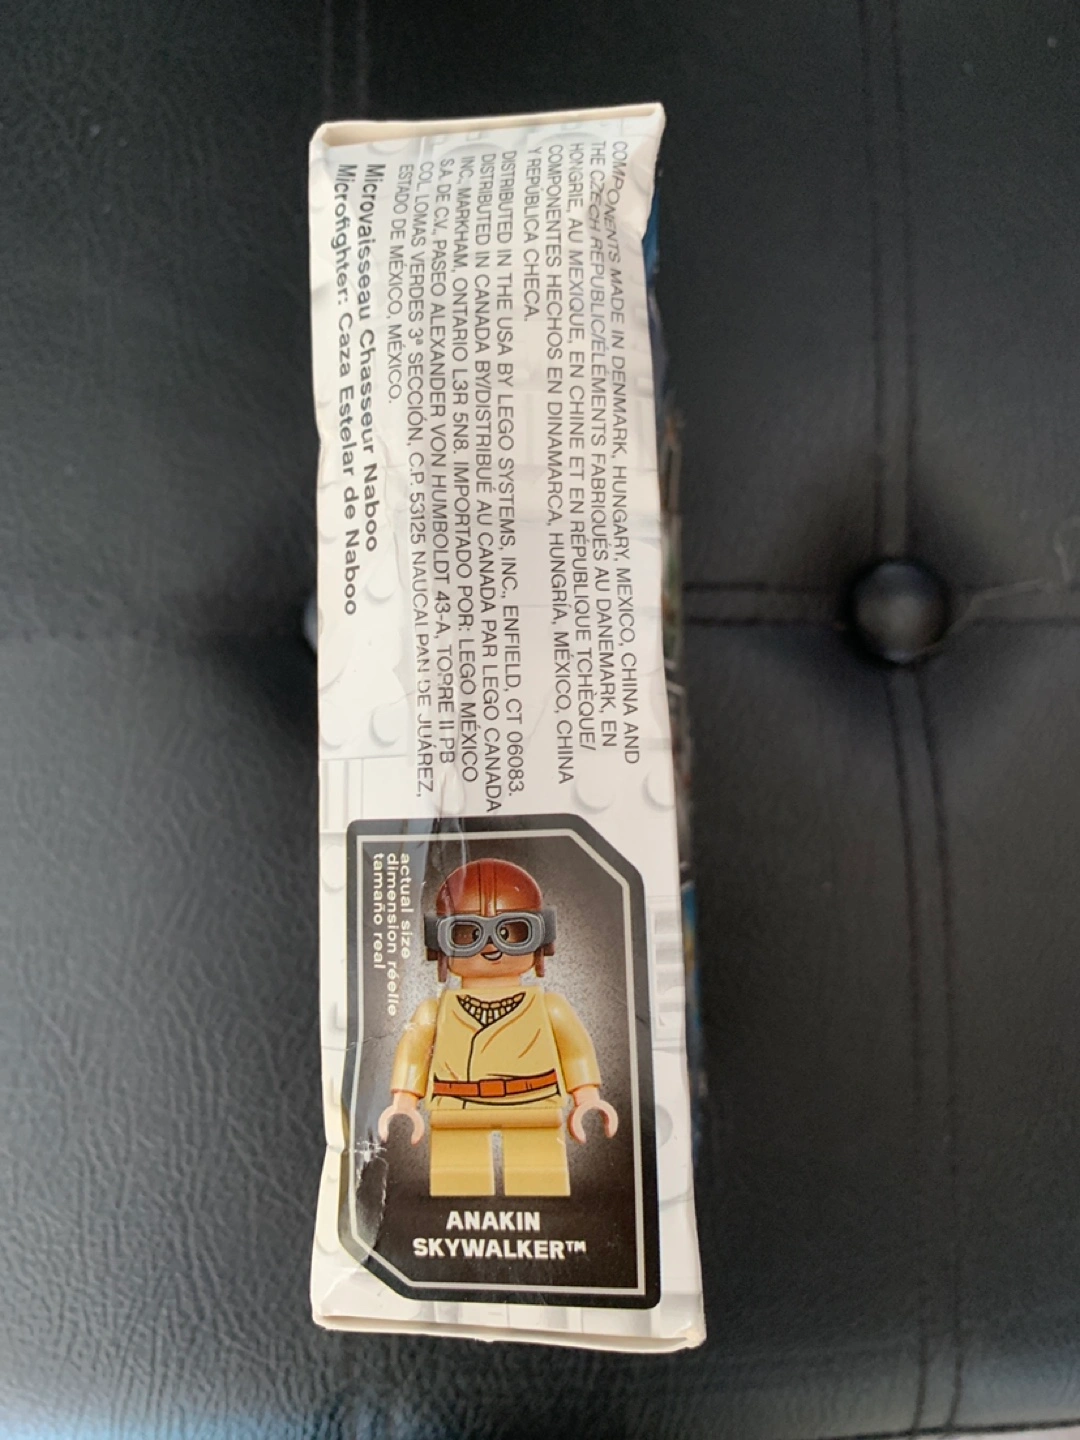 COMPONENTS MADE IN DENMARK, HUNGARY, MEXICO, CHINA AND
THE CZECH REPUBLIC/ÉLÉMENTS FABRIQUÉS AU DANEMARK, EN
HONGRIE, AU MEXIQUE, EN CHINE ET EN RÉPUBLIQUE TCHÈQUE/
COMPONENTES HECHOS EN DINAMARCA, HUNGRÍA, MÉXICO, CHINA
Y REPÚBLICA CHECA.
DISTRIBUTED IN THE USA BY LEGO SYSTEMS, INC., ENFIELD, CT 06083.
DISTRIBUTED IN CANADA BY/DISTRIBUÉ AU CANADA PAR LEGO CANADA
INC., MARKHAM, ONTARIO L3R 5N8. IMPORTADO POR: LEGO MÉXICO
S.A. DE C.V., PASEO ALEXANDER VON HUMBOLDT 43-A, TORRE II PB
COL. LOMAS VERDES 3ª SECCIÓN, C.P. 53125 NAUCALPAN DE JUÁREZ,
ESTADO DE MÉXICO, MÉXICO.
Microvaisseau Chasseur Naboo
Microfighter: Caza Estelar de Naboo
actual size
dimension réelle
tamaño real
ANAKIN
SKYWALKER™